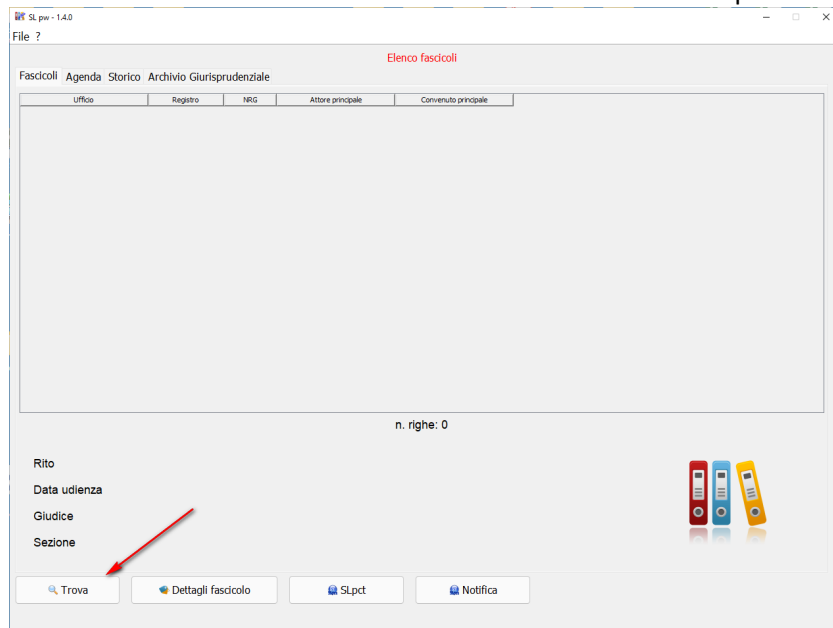 SL pw - 1.4.0
File ?
Elenco fascicoli
Fascicoli Agenda Storico Archivio Giurisprudenziale
Ufficio Registro NRG Attore principale Convenuto principale
n. righe: 0
Rito
Data udienza
Giudice
Sezione
Trova Dettagli fascicolo SLpct Notifica